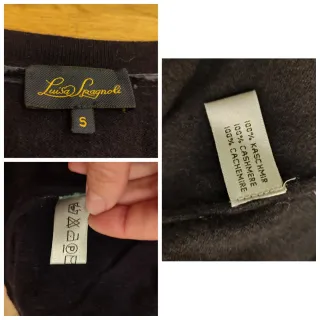 Luisa Spagnoli
S
100% KASCHMIR
100% CASHMERE
100% CACHEMIRE